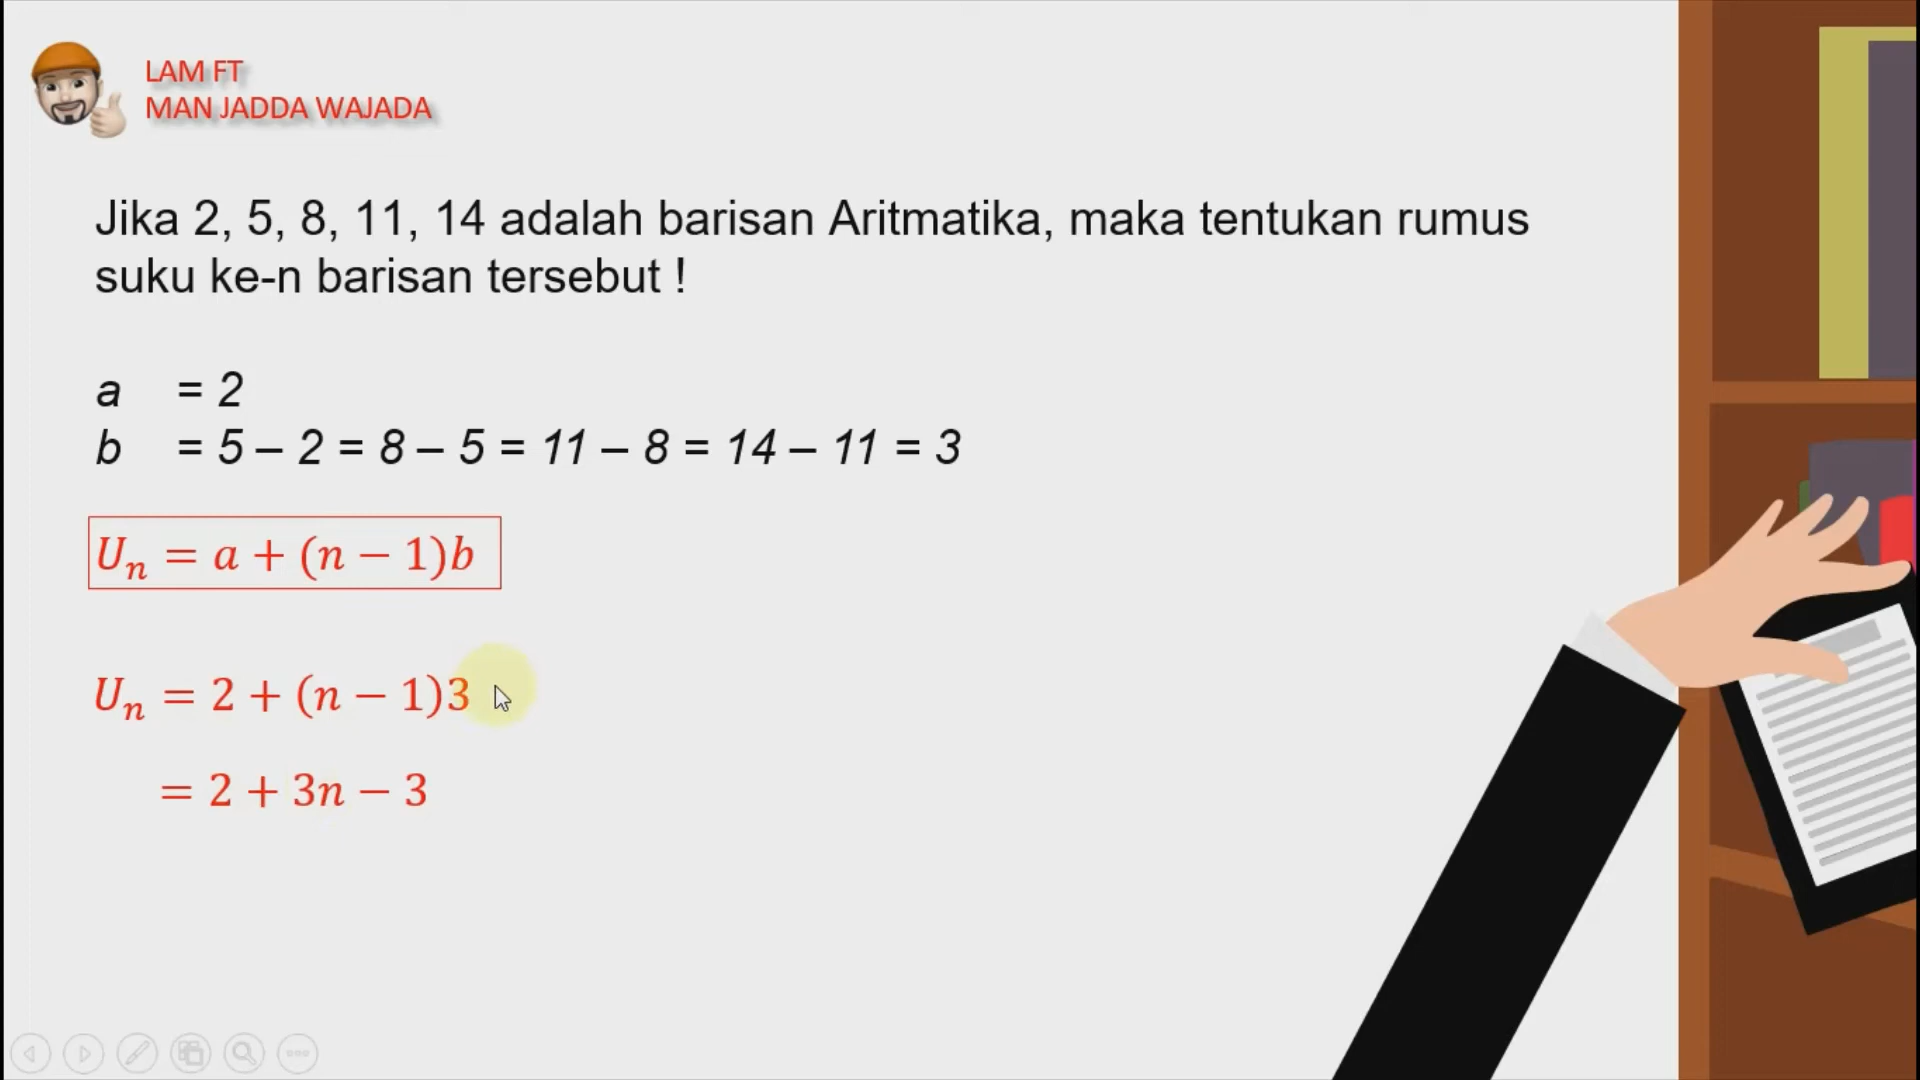 LAM FT
MAN JADDA WAJADA
Jika 2, 5, 8, 11, 14 adalah barisan Aritmatika, maka tentukan rumus
suku ke-n barisan tersebut !
a = 2
b = 5 – 2 = 8 – 5 = 11 – 8 = 14 – 11 = 3
Uₙ = a + (n − 1)b
Uₙ = 2 + (n − 1)3
= 2 + 3n − 3